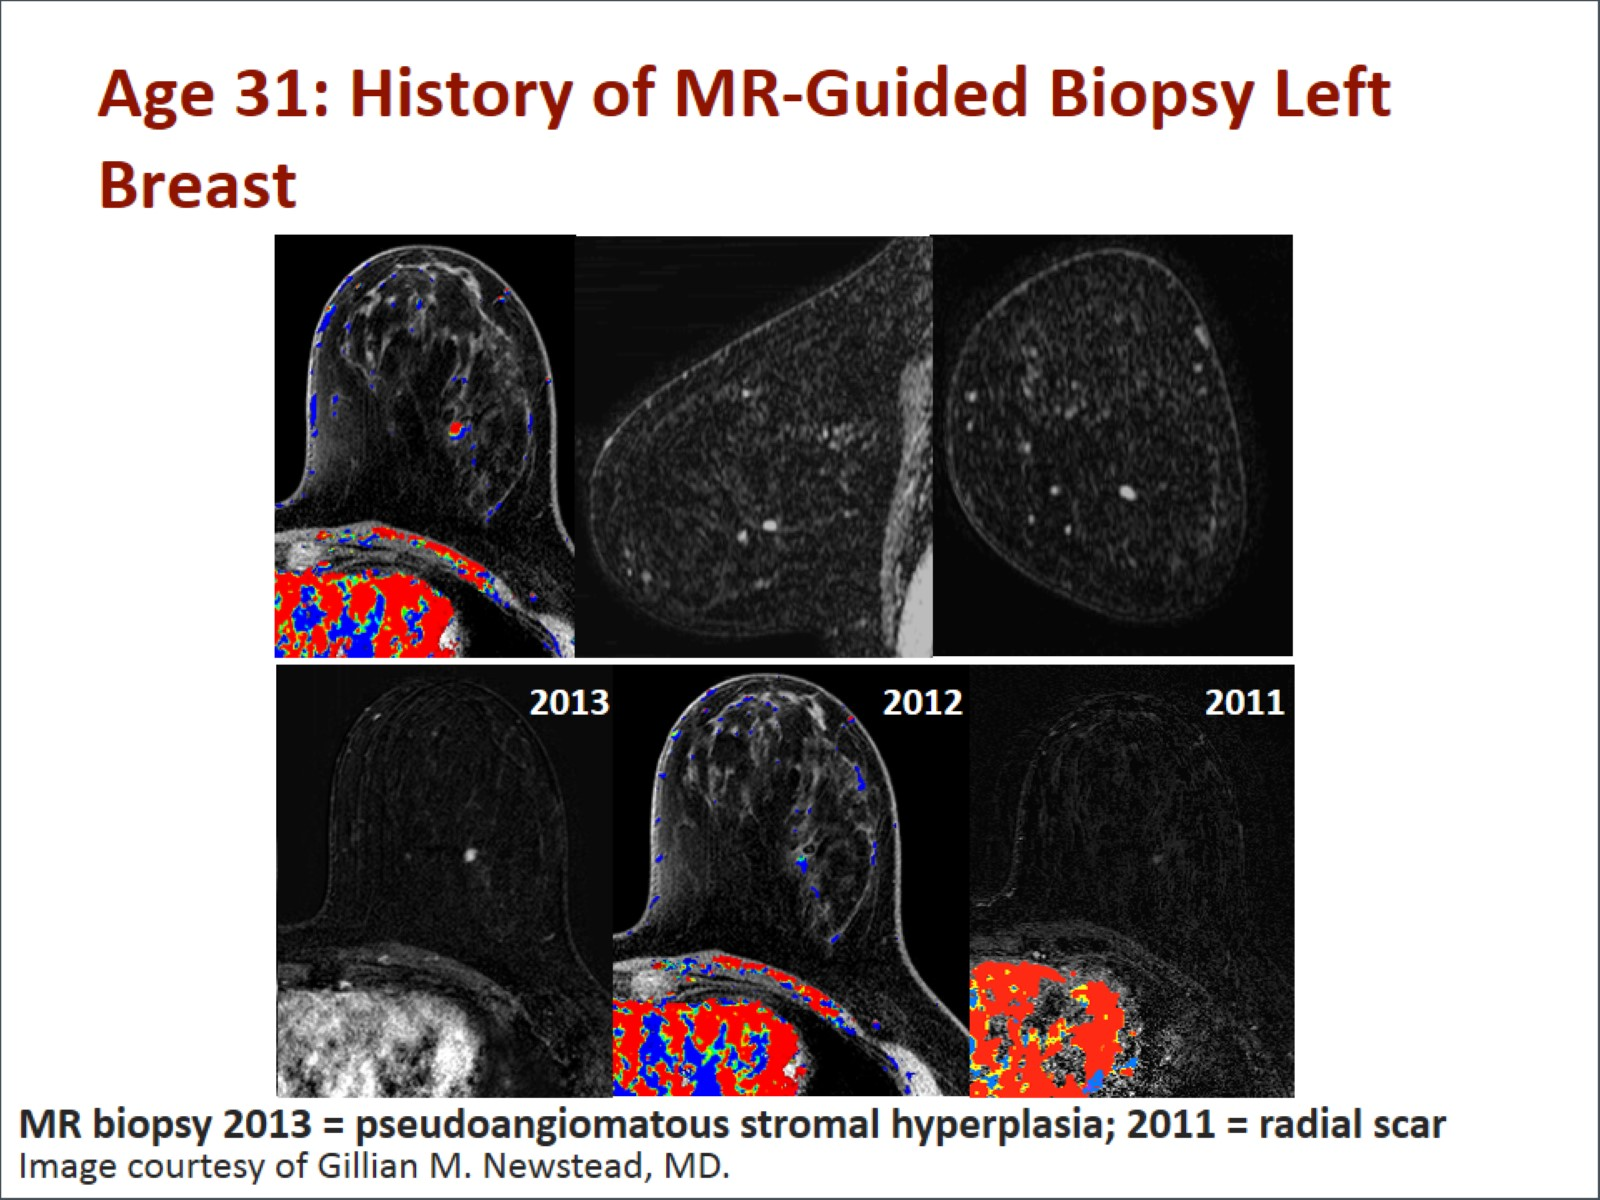 Age 31: History of MR-Guided Biopsy Left
Breast
2013
2012
2011
MR biopsy 2013 = pseudoangiomatous stromal hyperplasia; 2011 = radial scar
Image courtesy of Gillian M. Newstead, MD.